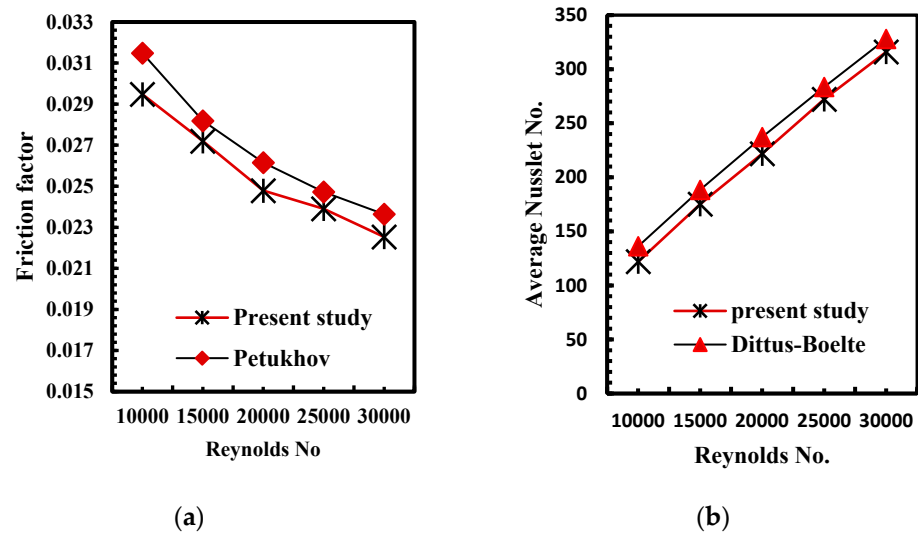 0.033
0.031
0.029
0.027
0.025
0.023
0.021
0.019
0.017
0.015
Friction factor
Present study
Petukhov
10000 15000 20000 25000 30000
Reynolds No
(a)
350
300
250
200
150
100
50
0
Average Nusslet No.
present study
Dittus-Boelte
10000 15000 20000 25000 30000
Reynolds No.
(b)